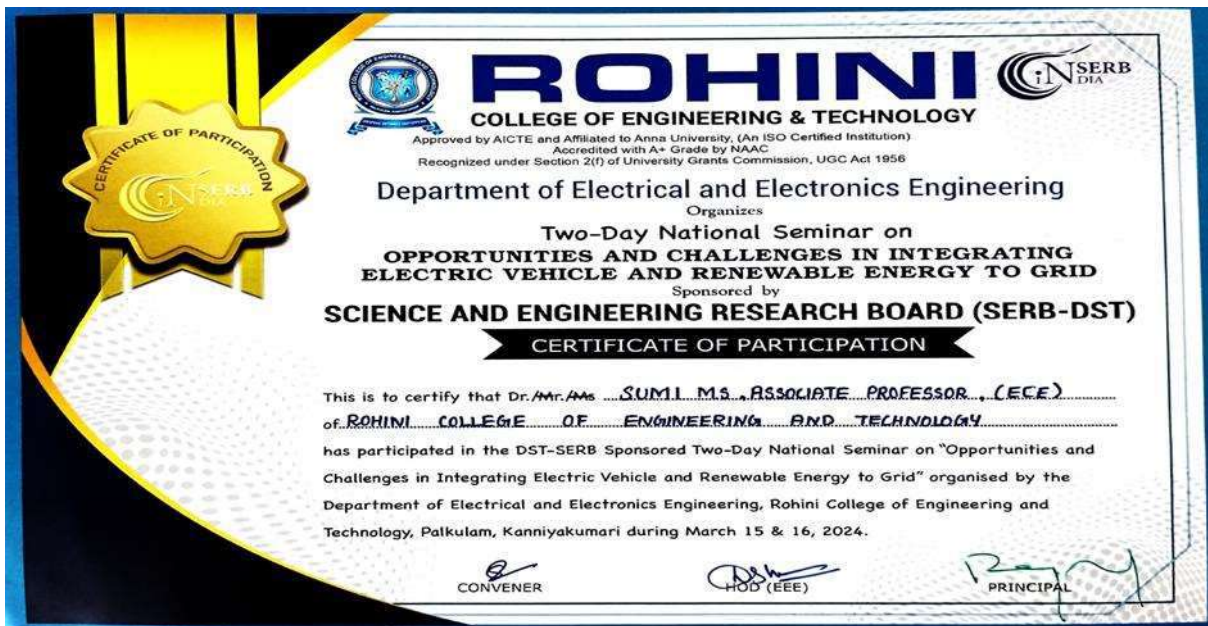 ROHINI
COLLEGE OF ENGINEERING & TECHNOLOGY
Approved by AICTE and Affiliated to Anna University, (An ISO Certified Institution)
Accredited with A+ Grade by NAAC
Recognized under Section 2(f) of University Grants Commission, UGC Act 1956
SERB
INDIA
CERTIFICATE OF PARTICIPATION
SERB
INDIA
Department of Electrical and Electronics Engineering
Organizes
Two-Day National Seminar on
OPPORTUNITIES AND CHALLENGES IN INTEGRATING
ELECTRIC VEHICLE AND RENEWABLE ENERGY TO GRID
Sponsored by
SCIENCE AND ENGINEERING RESEARCH BOARD (SERB-DST)
CERTIFICATE OF PARTICIPATION
This is to certify that Dr./Mr./Ms SUMI M.S, ASSOCIATE PROFESSOR, (ECE)
of ROHINI COLLEGE OF ENGINEERING AND TECHNOLOGY
has participated in the DST-SERB Sponsored Two-Day National Seminar on "Opportunities and
Challenges in Integrating Electric Vehicle and Renewable Energy to Grid" organised by the
Department of Electrical and Electronics Engineering, Rohini College of Engineering and
Technology, Palkulam, Kanniyakumari during March 15 & 16, 2024.
CONVENER
HOD (EEE)
PRINCIPAL